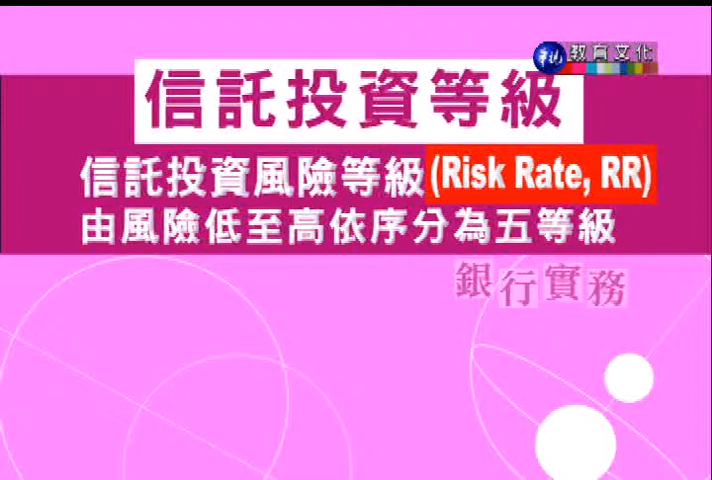 華視 教育文化
信託投資等級
信託投資風險等級(Risk Rate, RR)
由風險低至高依序分為五等級
銀行實務